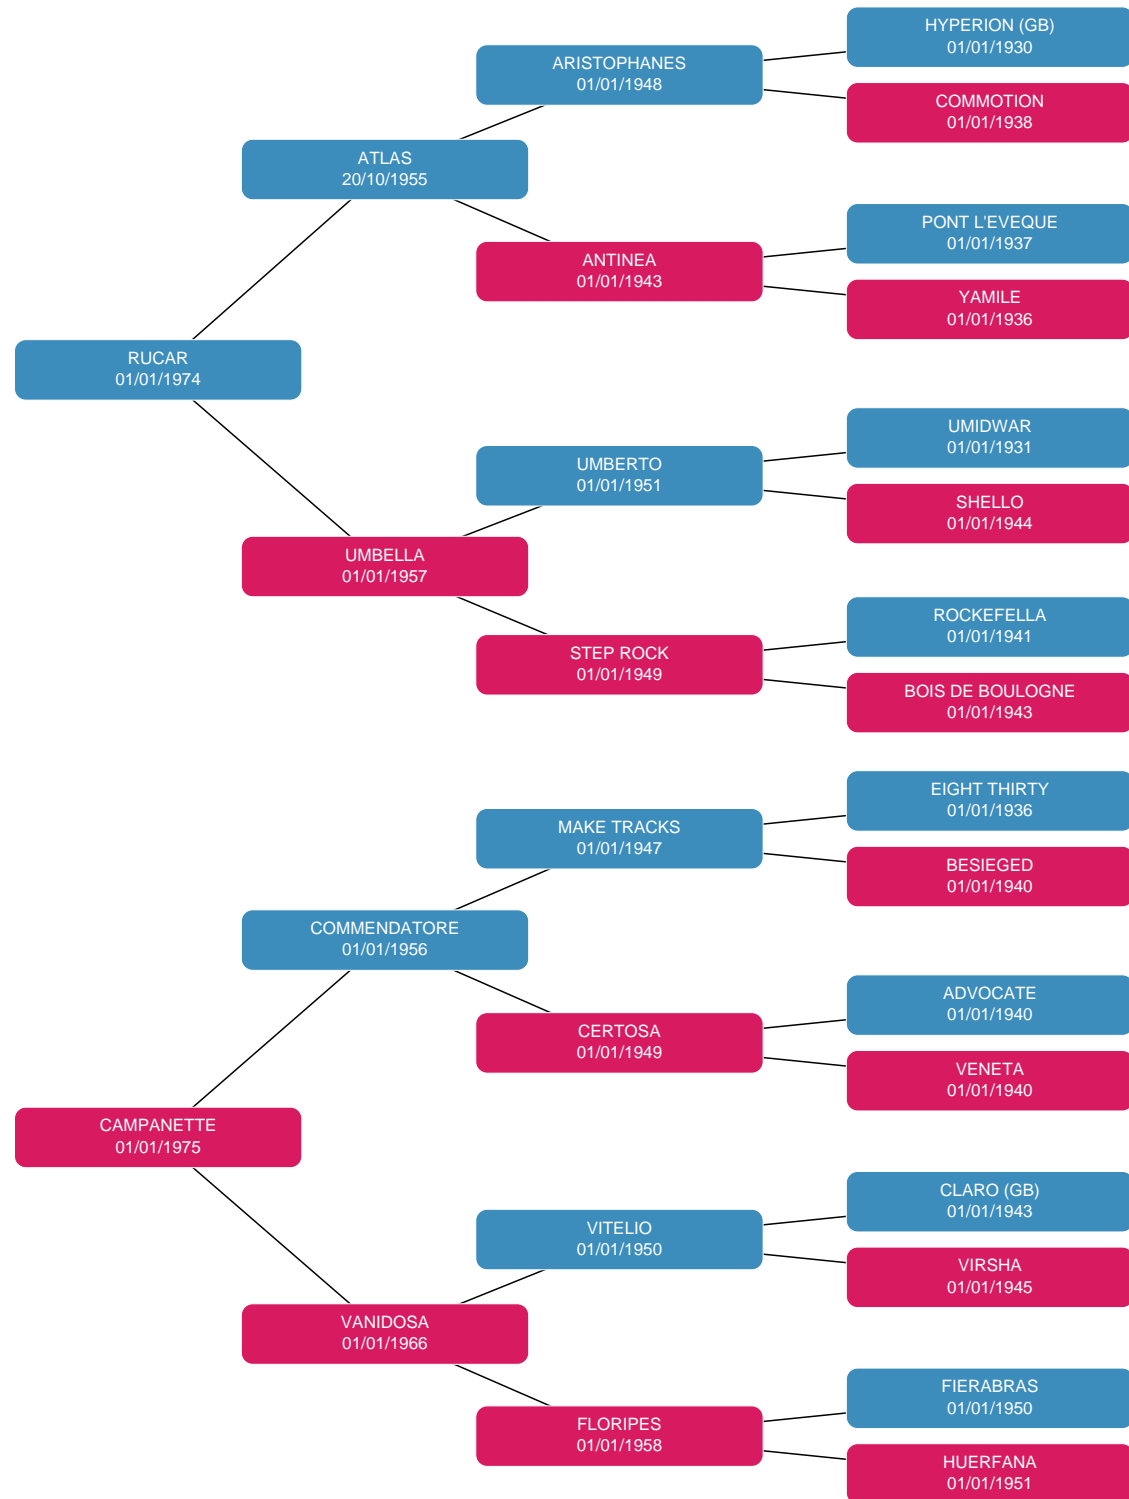 HYPERION (GB)
01/01/1930
ARISTOPHANES
01/01/1948
COMMOTION
01/01/1938
ATLAS
20/10/1955
PONT L'EVEQUE
01/01/1937
ANTINEA
01/01/1943
YAMILE
01/01/1936
RUCAR
01/01/1974
UMIDWAR
01/01/1931
UMBERTO
01/01/1951
SHELLO
01/01/1944
UMBELLA
01/01/1957
ROCKEFELLA
01/01/1941
STEP ROCK
01/01/1949
BOIS DE BOULOGNE
01/01/1943
EIGHT THIRTY
01/01/1936
MAKE TRACKS
01/01/1947
BESIEGED
01/01/1940
COMMENDATORE
01/01/1956
ADVOCATE
01/01/1940
CERTOSA
01/01/1949
VENETA
01/01/1940
CAMPANETTE
01/01/1975
CLARO (GB)
01/01/1943
VITELIO
01/01/1950
VIRSHA
01/01/1945
VANIDOSA
01/01/1966
FIERABRAS
01/01/1950
FLORIPES
01/01/1958
HUERFANA
01/01/1951